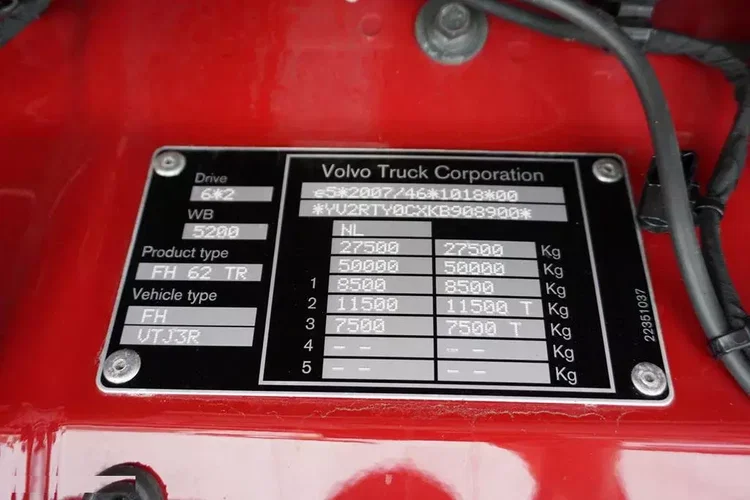 Drive
6*2
WB
5200
Product type
FH 62 TR
Vehicle type
FH
VTJ3R
Volvo Truck Corporation
e5*2007/46*1018*00
*YV2RTY0CXKB908900*
NL
27500 27500 Kg
50000 50000 Kg
1 8500 8500 Kg
2 11500 11500 T Kg
3 7500 7500 T Kg
4 -- -- Kg
5 -- -- Kg
22351037